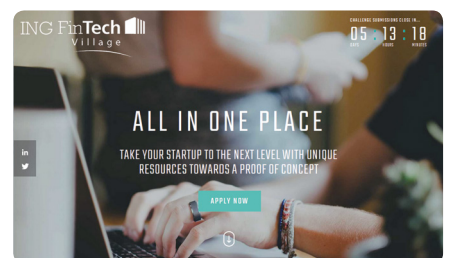 ING FinTech
Village
CHALLENGE SUBMISSIONS CLOSE IN...
05 : 13 : 18
DAYS HOURS MINUTES
in
ALL IN ONE PLACE
TAKE YOUR STARTUP TO THE NEXT LEVEL WITH UNIQUE
RESOURCES TOWARDS A PROOF OF CONCEPT
APPLY NOW